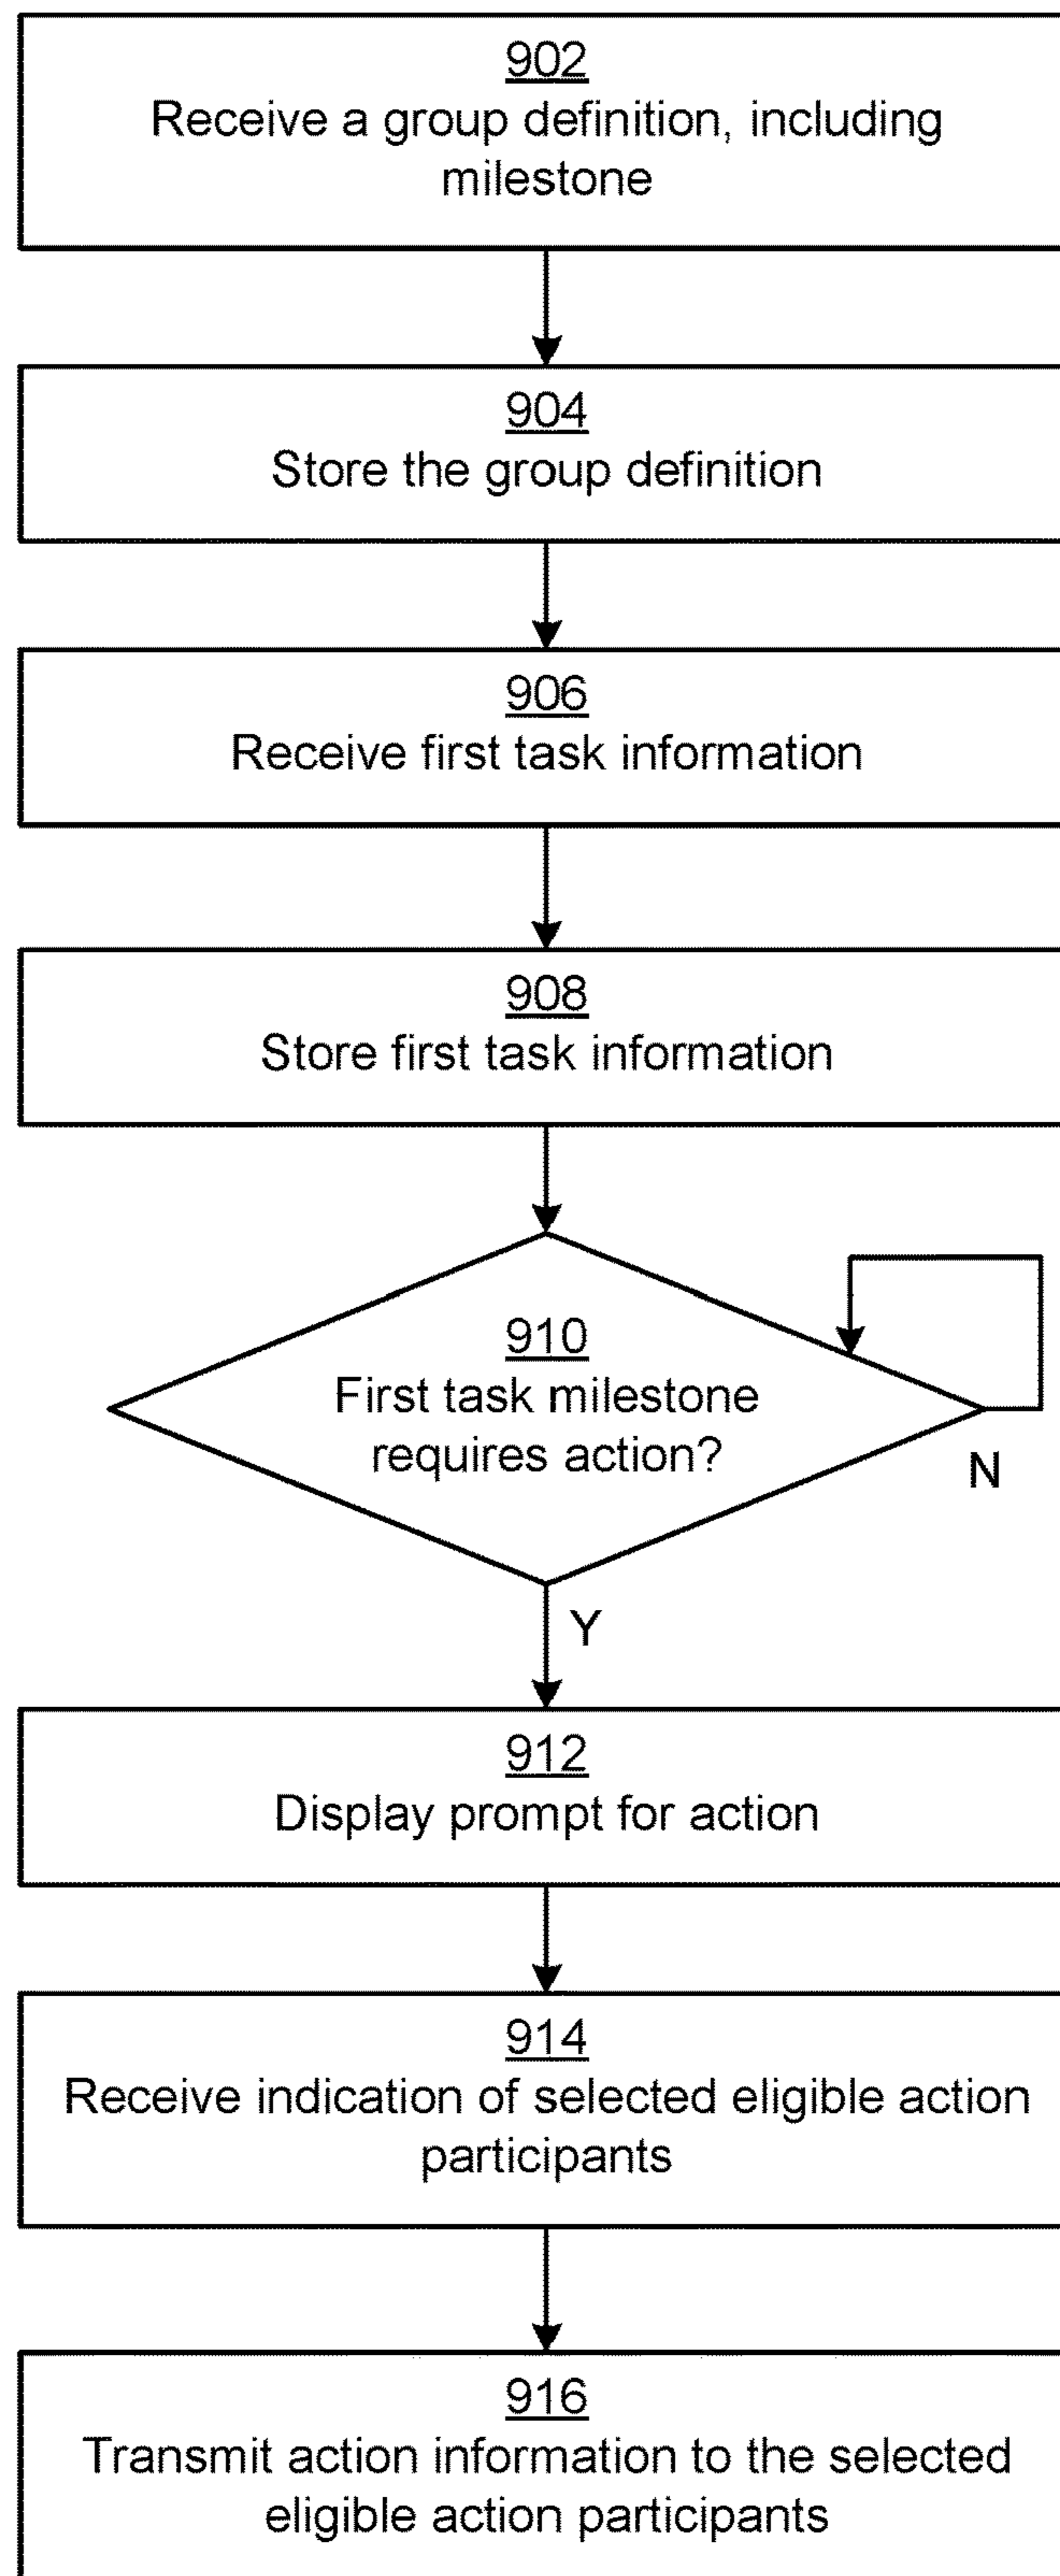 902
Receive a group definition, including
milestone
904
Store the group definition
906
Receive first task information
908
Store first task information
910
First task milestone
requires action?
N
Y
912
Display prompt for action
914
Receive indication of selected eligible action
participants
916
Transmit action information to the selected
eligible action participants